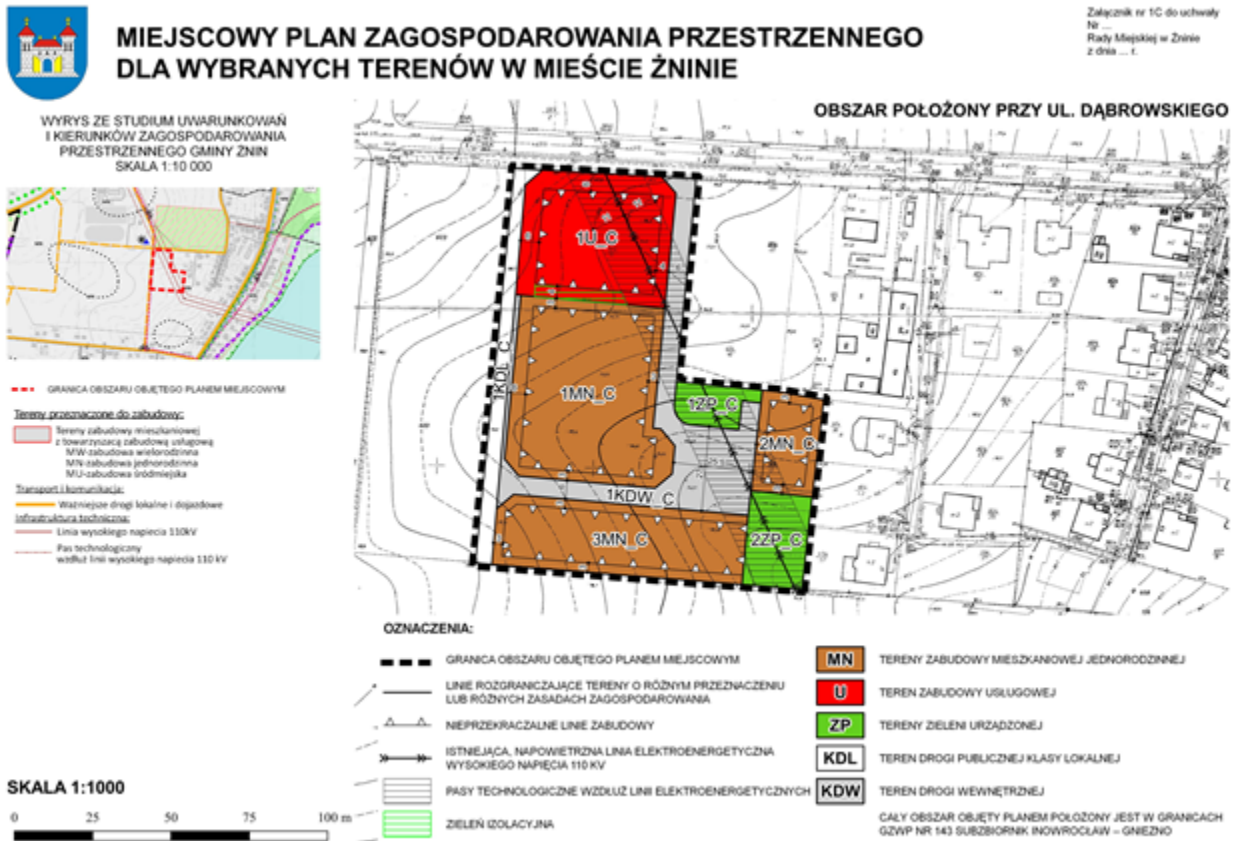 Załącznik nr 1C do uchwały
Nr ...
Rady Miejskiej w Żninie
z dnia ... r.
MIEJSCOWY PLAN ZAGOSPODAROWANIA PRZESTRZENNEGO
DLA WYBRANYCH TERENÓW W MIEŚCIE ŻNINIE
WYRYS ZE STUDIUM UWARUNKOWAŃ
I KIERUNKÓW ZAGOSPODAROWANIA
PRZESTRZENNEGO GMINY ŻNIN
SKALA 1:10 000
GRANICA OBSZARU OBJĘTEGO PLANEM MIEJSCOWYM
Tereny przeznaczone do zabudowy:
Tereny zabudowy mieszkaniowej
z towarzyszącą zabudową usługową
MW-zabudowa wielorodzinna
MN-zabudowa jednorodzinna
MU-zabudowa śródmiejska
Transport i komunikacja:
Ważniejsze drogi lokalne i dojazdowe
Infrastruktura techniczna:
Linia wysokiego napięcia 110kV
Pas technologiczny
wzdłuż linii wysokiego napięcia 110 kV
OBSZAR POŁOŻONY PRZY UL. DĄBROWSKIEGO
1U_C
1KDL_C
1MN_C
1ZP_C
2MN_C
1KDW_C
3MN_C
2ZP_C
OZNACZENIA:
GRANICA OBSZARU OBJĘTEGO PLANEM MIEJSCOWYM
LINIE ROZGRANICZAJĄCE TERENY O RÓŻNYM PRZEZNACZENIU
LUB RÓŻNYCH ZASADACH ZAGOSPODAROWANIA
NIEPRZEKRACZALNE LINIE ZABUDOWY
ISTNIEJĄCA, NAPOWIETRZNA LINIA ELEKTROENERGETYCZNA
WYSOKIEGO NAPIĘCIA 110 KV
PASY TECHNOLOGICZNE WZDŁUŻ LINII ELEKTROENERGETYCZNYCH
ZIELEŃ IZOLACYJNA
MN TERENY ZABUDOWY MIESZKANIOWEJ JEDNORODZINNEJ
U TEREN ZABUDOWY USŁUGOWEJ
ZP TERENY ZIELENI URZĄDZONEJ
KDL TEREN DROGI PUBLICZNEJ KLASY LOKALNEJ
KDW TEREN DROGI WEWNĘTRZNEJ
CAŁY OBSZAR OBJĘTY PLANEM POŁOŻONY JEST W GRANICACH
GZWP NR 143 SUBZBIORNIK INOWROCŁAW – GNIEZNO
SKALA 1:1000
0 25 50 75 100 m